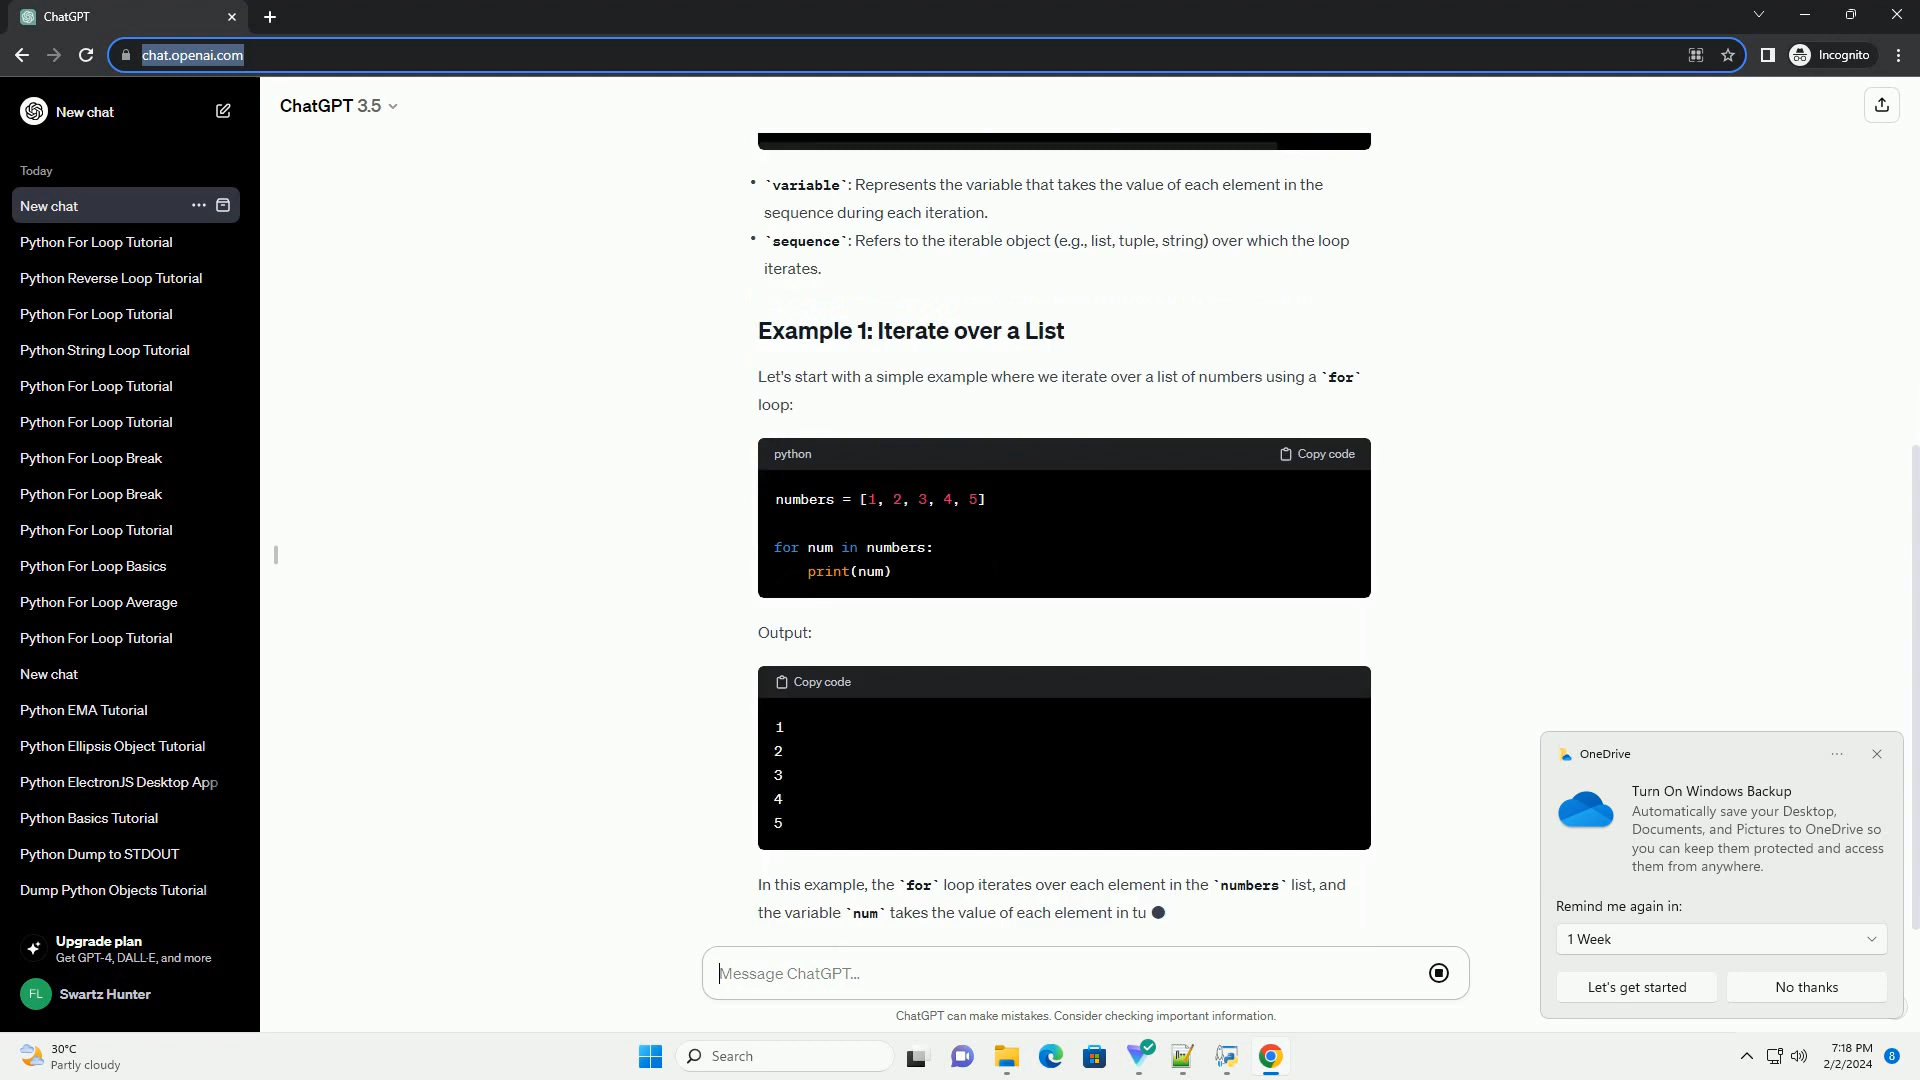 ChatGPT
chat.openai.com
Incognito
New chat
Today
New chat
Python For Loop Tutorial
Python Reverse Loop Tutorial
Python For Loop Tutorial
Python String Loop Tutorial
Python For Loop Tutorial
Python For Loop Tutorial
Python For Loop Break
Python For Loop Break
Python For Loop Tutorial
Python For Loop Basics
Python For Loop Average
Python For Loop Tutorial
New chat
Python EMA Tutorial
Python Ellipsis Object Tutorial
Python ElectronJS Desktop App
Python Basics Tutorial
Python Dump to STDOUT
Dump Python Objects Tutorial
Upgrade plan
Get GPT-4, DALL·E, and more
FL Swartz Hunter
ChatGPT 3.5
• `variable`: Represents the variable that takes the value of each element in the
sequence during each iteration.
• `sequence`: Refers to the iterable object (e.g., list, tuple, string) over which the loop
iterates.
Example 1: Iterate over a List
Let's start with a simple example where we iterate over a list of numbers using a `for`
loop:
python Copy code
numbers = [1, 2, 3, 4, 5]
for num in numbers:
    print(num)
Output:
Copy code
1
2
3
4
5
In this example, the `for` loop iterates over each element in the `numbers` list, and
the variable `num` takes the value of each element in tu
Message ChatGPT...
ChatGPT can make mistakes. Consider checking important information.
OneDrive
Turn On Windows Backup
Automatically save your Desktop,
Documents, and Pictures to OneDrive so
you can keep them protected and access
them from anywhere.
Remind me again in:
1 Week
Let's get started
No thanks
30°C
Partly cloudy
Search
7:18 PM
2/2/2024
8